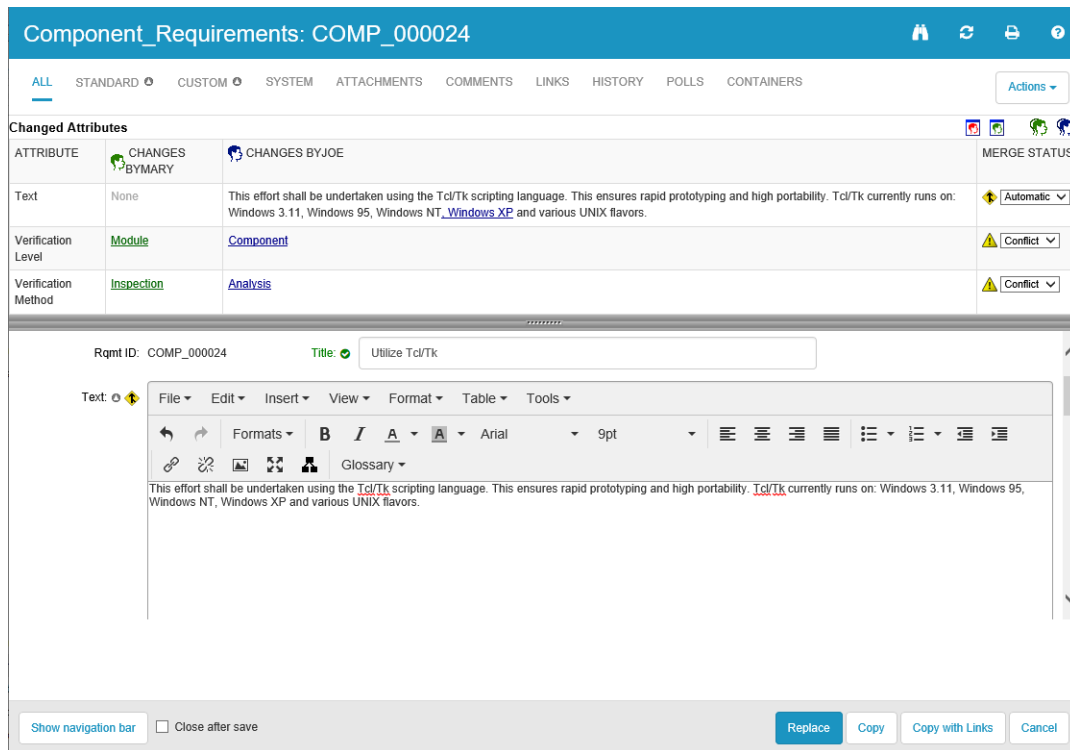 Component_Requirements: COMP_000024
ALL STANDARD CUSTOM SYSTEM ATTACHMENTS COMMENTS LINKS HISTORY POLLS CONTAINERS Actions
Changed Attributes
ATTRIBUTE CHANGES BYMARY CHANGES BYJOE MERGE STATUS
Text None This effort shall be undertaken using the Tcl/Tk scripting language. This ensures rapid prototyping and high portability. Tcl/Tk currently runs on: Automatic
Windows 3.11, Windows 95, Windows NT, Windows XP and various UNIX flavors.
Verification Level Module Component Conflict
Verification Method Inspection Analysis Conflict
Rqmt ID: COMP_000024 Title: Utilize Tcl/Tk
Text: File Edit Insert View Format Table Tools
Formats B I A A Arial 9pt
Glossary
This effort shall be undertaken using the Tcl/Tk scripting language. This ensures rapid prototyping and high portability. Tcl/Tk currently runs on: Windows 3.11, Windows 95,
Windows NT, Windows XP and various UNIX flavors.
Show navigation bar Close after save Replace Copy Copy with Links Cancel